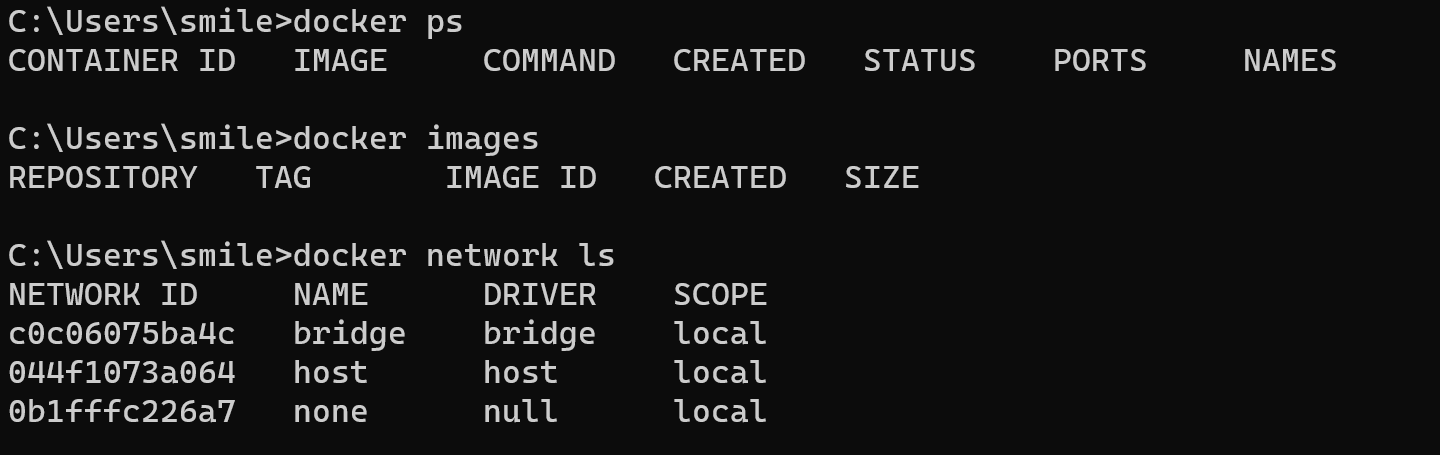 C:\Users\smile>docker ps
CONTAINER ID   IMAGE     COMMAND   CREATED   STATUS    PORTS     NAMES
C:\Users\smile>docker images
REPOSITORY   TAG       IMAGE ID   CREATED   SIZE
C:\Users\smile>docker network ls
NETWORK ID     NAME      DRIVER    SCOPE
c0c06075ba4c   bridge    bridge    local
044f1073a064   host      host      local
0b1fffc226a7   none      null      local